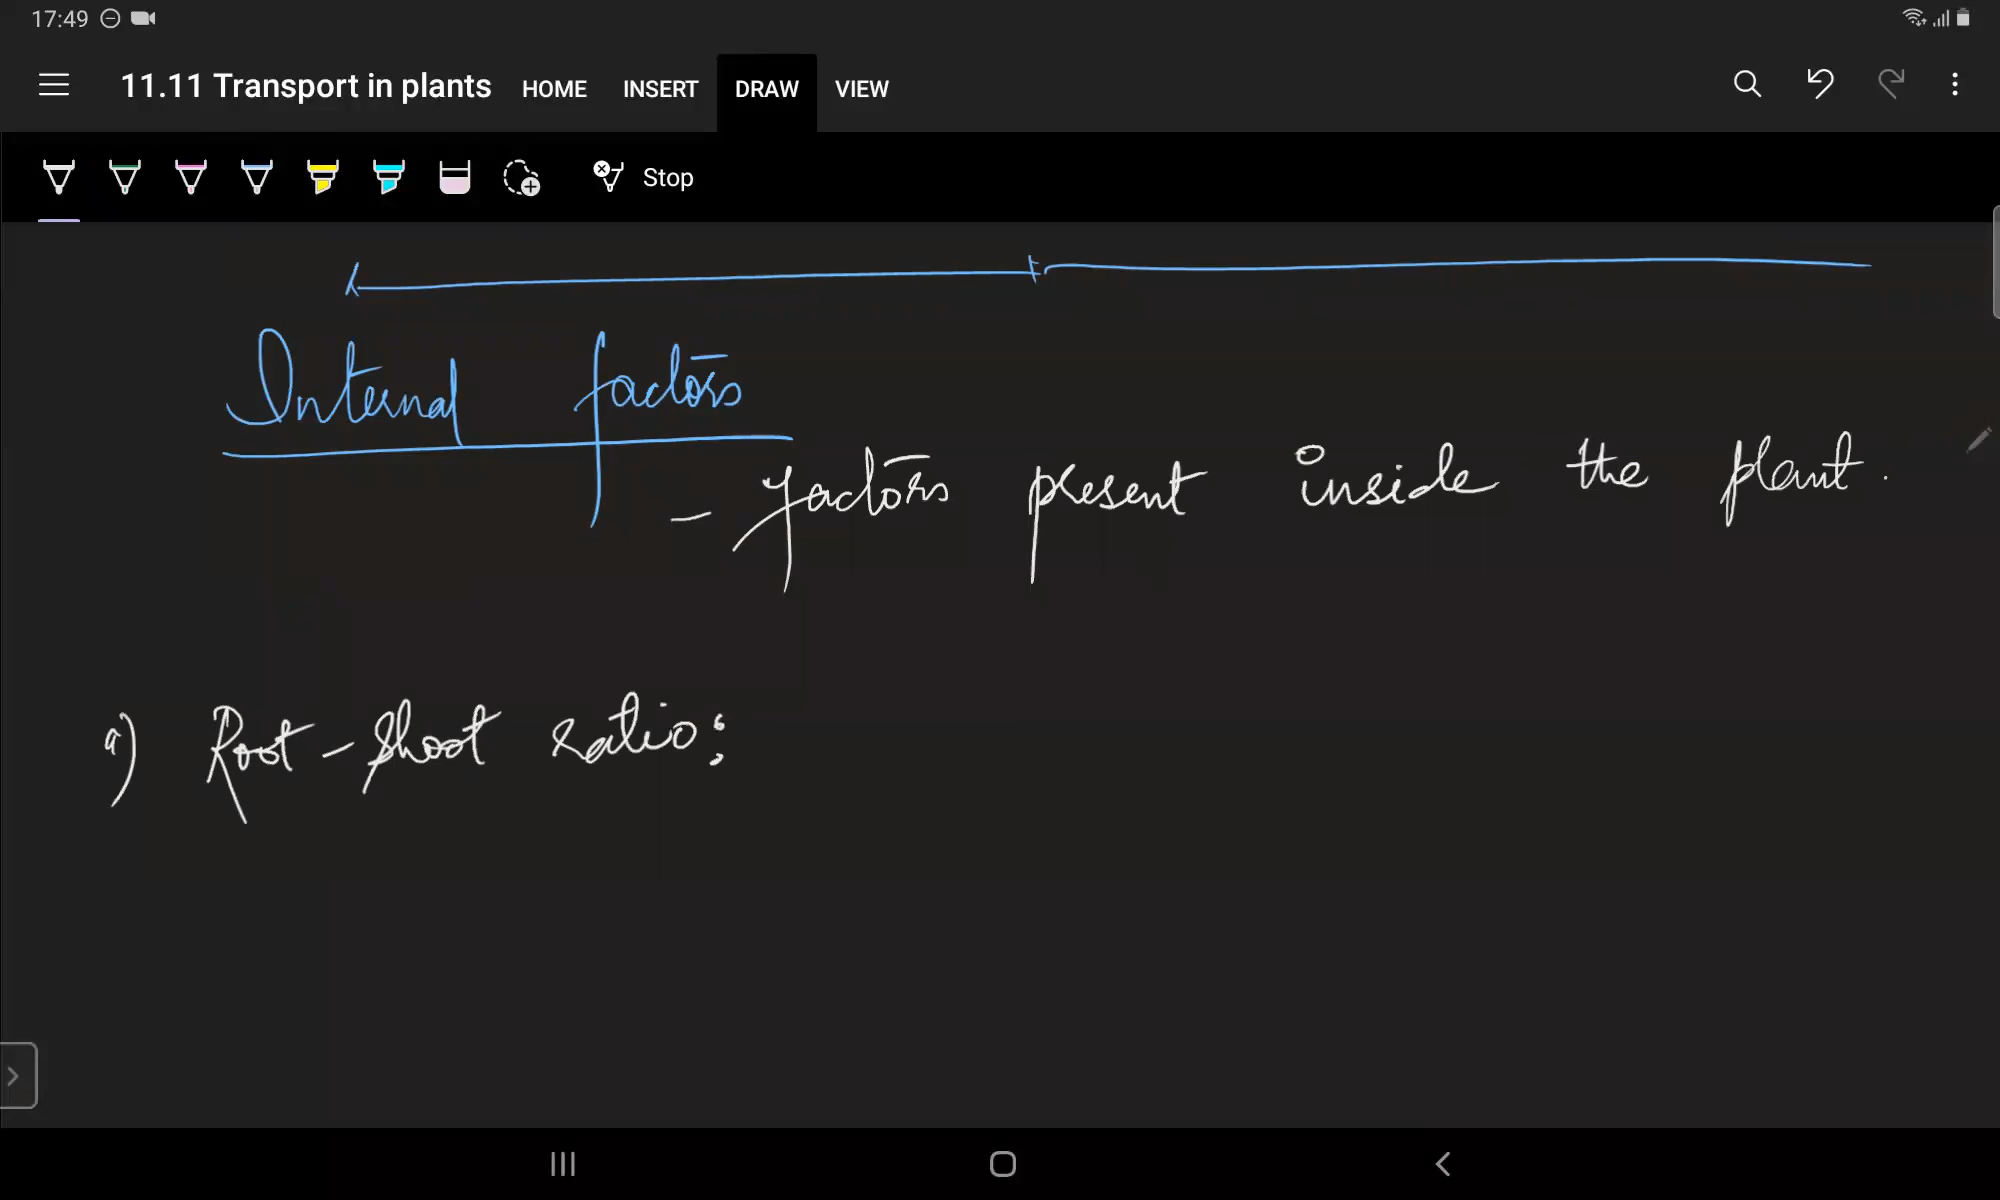 17:49
11.11 Transport in plants HOME INSERT DRAW VIEW
Stop
Internal factors
- factors present inside the plant.
a) Root-shoot ratio: